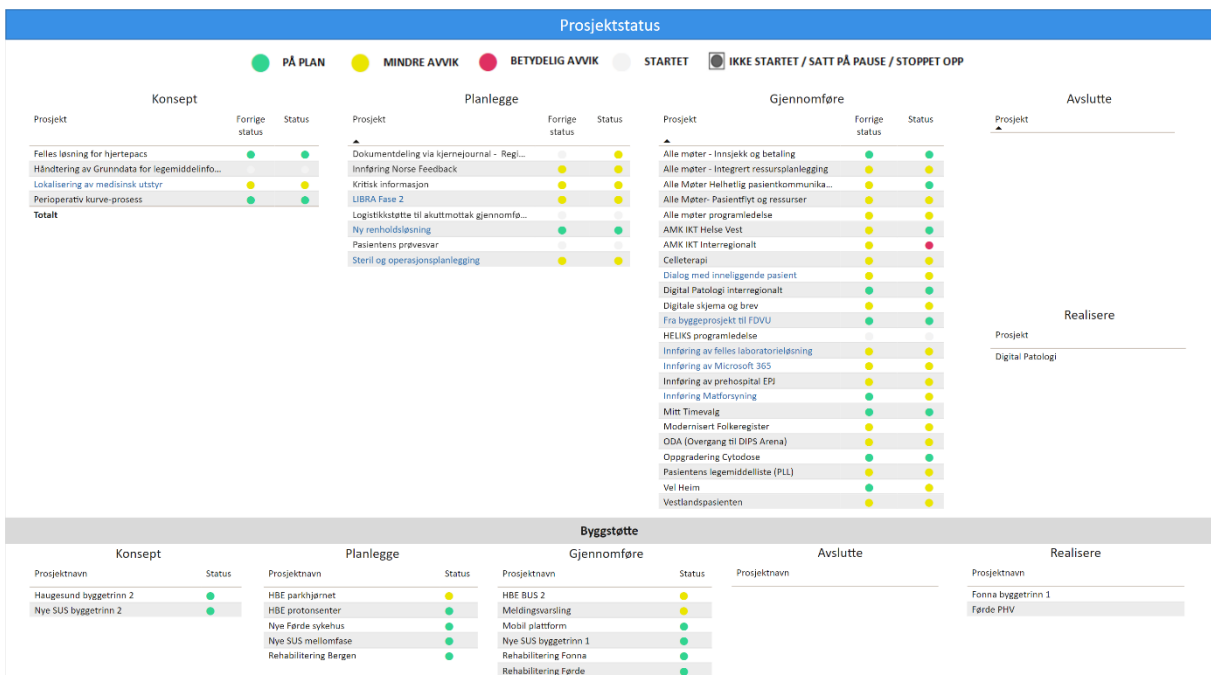 Prosjektstatus
PÅ PLAN MINDRE AVVIK BETYDELIG AVVIK STARTET IKKE STARTET / SATT PÅ PAUSE / STOPPET OPP
Konsept
Prosjekt Forrige status Status
Felles løsning for hjertepacs
Håndtering av Grunndata for legemiddelinfo...
Lokalisering av medisinsk utstyr
Perioperativ kurve-prosess
Totalt
Planlegge
Prosjekt Forrige status Status
Dokumentdeling via kjernejournal - Regi...
Innføring Norse Feedback
Kritisk informasjon
LIBRA Fase 2
Logistikkstøtte til akuttmottak gjennomfø...
Ny renholdsløsning
Pasientens prøvesvar
Steril og operasjonsplanlegging
Gjennomføre
Prosjekt Forrige status Status
Alle møter - Innsjekk og betaling
Alle møter - Integrert ressursplanlegging
Alle Møter Helhetlig pasientkommunika...
Alle Møter- Pasientflyt og ressurser
Alle møter programledelse
AMK IKT Helse Vest
AMK IKT Interregionalt
Celleterapi
Dialog med inneliggende pasient
Digital Patologi interregionalt
Digitale skjema og brev
Fra byggeprosjekt til FDVU
HELIKS programledelse
Innføring av felles laboratorieløsning
Innføring av Microsoft 365
Innføring av prehospital EPJ
Innføring Matforsyning
Mitt Timevalg
Modernisert Folkeregister
ODA (Overgang til DIPS Arena)
Oppgradering Cytodose
Pasientens legemiddelliste (PLL)
Vel Heim
Vestlandspasienten
Avslutte
Prosjekt
Realisere
Prosjekt
Digital Patologi
Byggstøtte
Konsept
Prosjektnavn Status
Haugesund byggetrinn 2
Nye SUS byggetrinn 2
Planlegge
Prosjektnavn Status
HBE parkhjørnet
HBE protonsenter
Nye Førde sykehus
Nye SUS mellomfase
Rehabilitering Bergen
Gjennomføre
Prosjektnavn Status
HBE BUS 2
Meldingsvarsling
Mobil plattform
Nye SUS byggetrinn 1
Rehabilitering Fonna
Rehabilitering Førde
Avslutte
Prosjektnavn
Realisere
Prosjektnavn
Fonna byggetrinn 1
Førde PHV